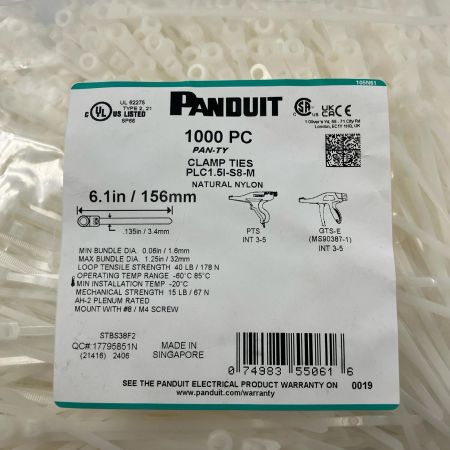 105N61
UL 62275
TYPE 2, 21
c UL US LISTED
5P68
PANDUIT
CSA UKCA CE
1 Oliver's Yd, 55 - 71 City Rd
London, EC1Y 1HQ, UK
1000 PC
PAN-TY
CLAMP TIES
PLC1.5I-S8-M
NATURAL NYLON
6.1in / 156mm
.135in / 3.4mm
PTS
INT 3-5
GTS-E
(MS90387-1)
INT 3-5
MIN BUNDLE DIA. 0.06in / 1.6mm
MAX BUNDLE DIA. 1.25in / 32mm
LOOP TENSILE STRENGTH 40 LB / 178 N
OPERATING TEMP RANGE -60°C 85°C
MIN INSTALLATION TEMP -20°C
MECHANICAL STRENGTH 15 LB / 67 N
AH-2 PLENUM RATED
MOUNT WITH #8 / M4 SCREW
STBS38F2
QC# 17795851N
(21416) 2406
MADE IN
SINGAPORE
0 74983 55061 6
SEE THE PANDUIT ELECTRICAL PRODUCT WARRANTY ON
www.panduit.com/warranty
0019